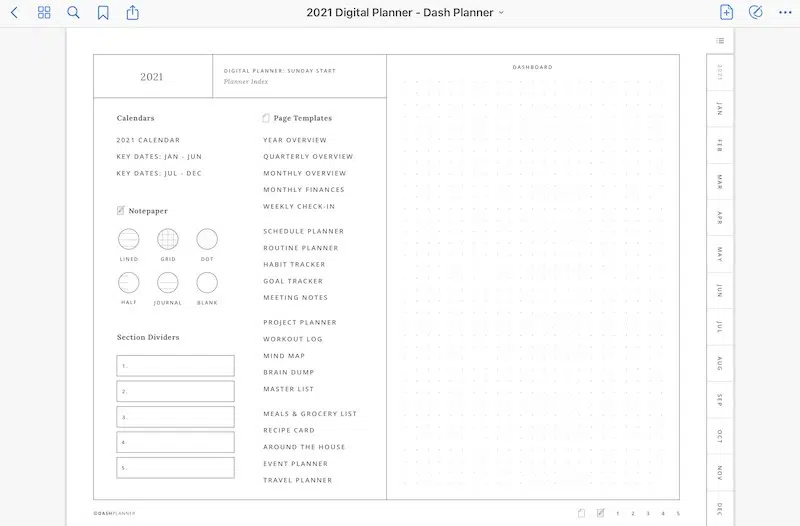 2021 Digital Planner - Dash Planner
2021
DIGITAL PLANNER: SUNDAY START
Planner Index
Calendars
2021 CALENDAR
KEY DATES: JAN - JUN
KEY DATES: JUL - DEC
Notepaper
LINED GRID DOT
HALF JOURNAL BLANK
Section Dividers
1.
2.
3.
4.
5.
Page Templates
YEAR OVERVIEW
QUARTERLY OVERVIEW
MONTHLY OVERVIEW
MONTHLY FINANCES
WEEKLY CHECK-IN
SCHEDULE PLANNER
ROUTINE PLANNER
HABIT TRACKER
GOAL TRACKER
MEETING NOTES
PROJECT PLANNER
WORKOUT LOG
MIND MAP
BRAIN DUMP
MASTER LIST
MEALS & GROCERY LIST
RECIPE CARD
AROUND THE HOUSE
EVENT PLANNER
TRAVEL PLANNER
DASHBOARD
2021
JAN
FEB
MAR
APR
MAY
JUN
JUL
AUG
SEP
OCT
NOV
DEC
©DASHPLANNER
1 2 3 4 5